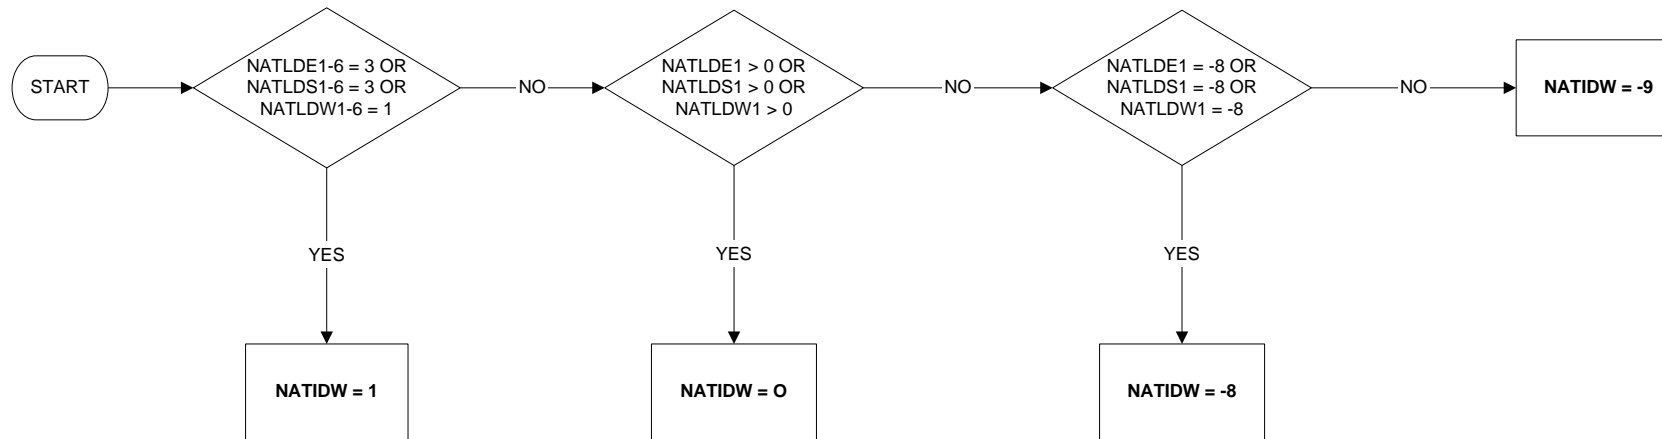 START
NATLDE1-6 = 3 OR
NATLDS1-6 = 3 OR
NATLDW1-6 = 1
NO
NATLDE1 > 0 OR
NATLDS1 > 0 OR
NATLDW1 > 0
NO
NATLDE1 = -8 OR
NATLDS1 = -8 OR
NATLDW1 = -8
NO
NATIDW = -9
YES
YES
YES
NATIDW = 1
NATIDW = O
NATIDW = -8